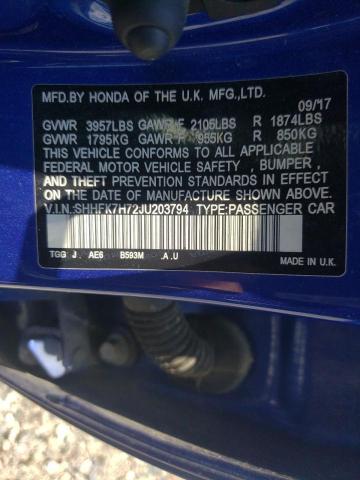 MFD.BY HONDA OF THE U.K.MFG.,LTD.
09/17
GVWR 3957LBS GAWR F 2105LBS R 1874LBS
GVWR 1795KG GAWR F 955KG R 850KG
THIS VEHICLE CONFORMS TO ALL APPLICABLE
FEDERAL MOTOR VEHICLE SAFETY , BUMPER ,
AND THEFT PREVENTION STANDARDS IN EFFECT
ON THE DATE OF MANUFACTURE SHOWN ABOVE.
V.I.N.:SHHFK7H72JU203794 TYPE:PASSENGER CAR
TGG J . AE6 B593M .A .U
MADE IN U.K.